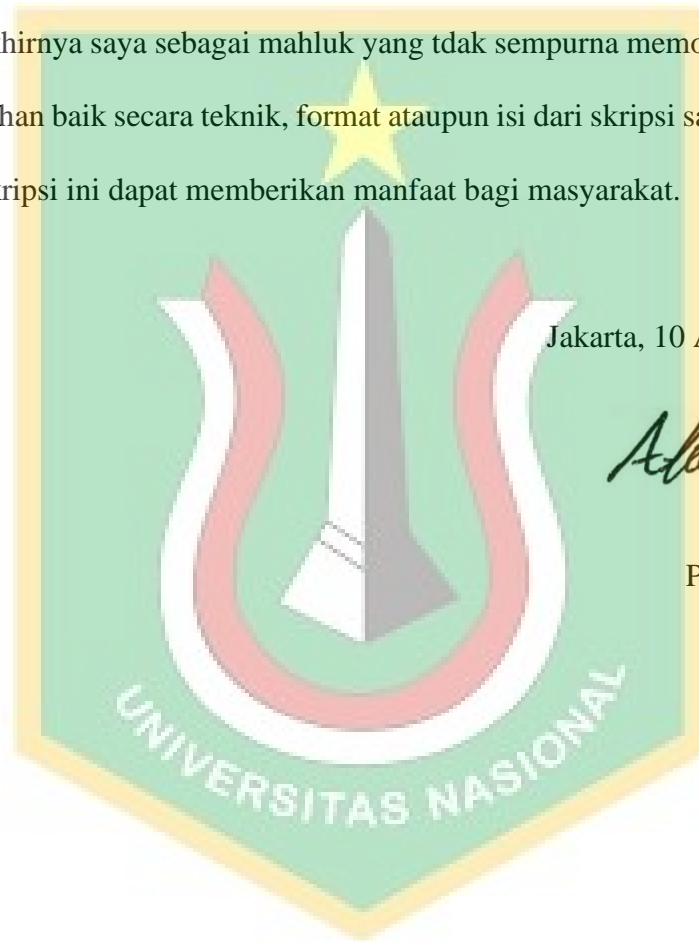 hirnya saya sebagai mahluk yang tdak sempurna memo
han baik secara teknik, format ataupun isi dari skripsi sa
ripsi ini dapat memberikan manfaat bagi masyarakat.
Jakarta, 10 A
P
UNIVERSITAS NASIONAL